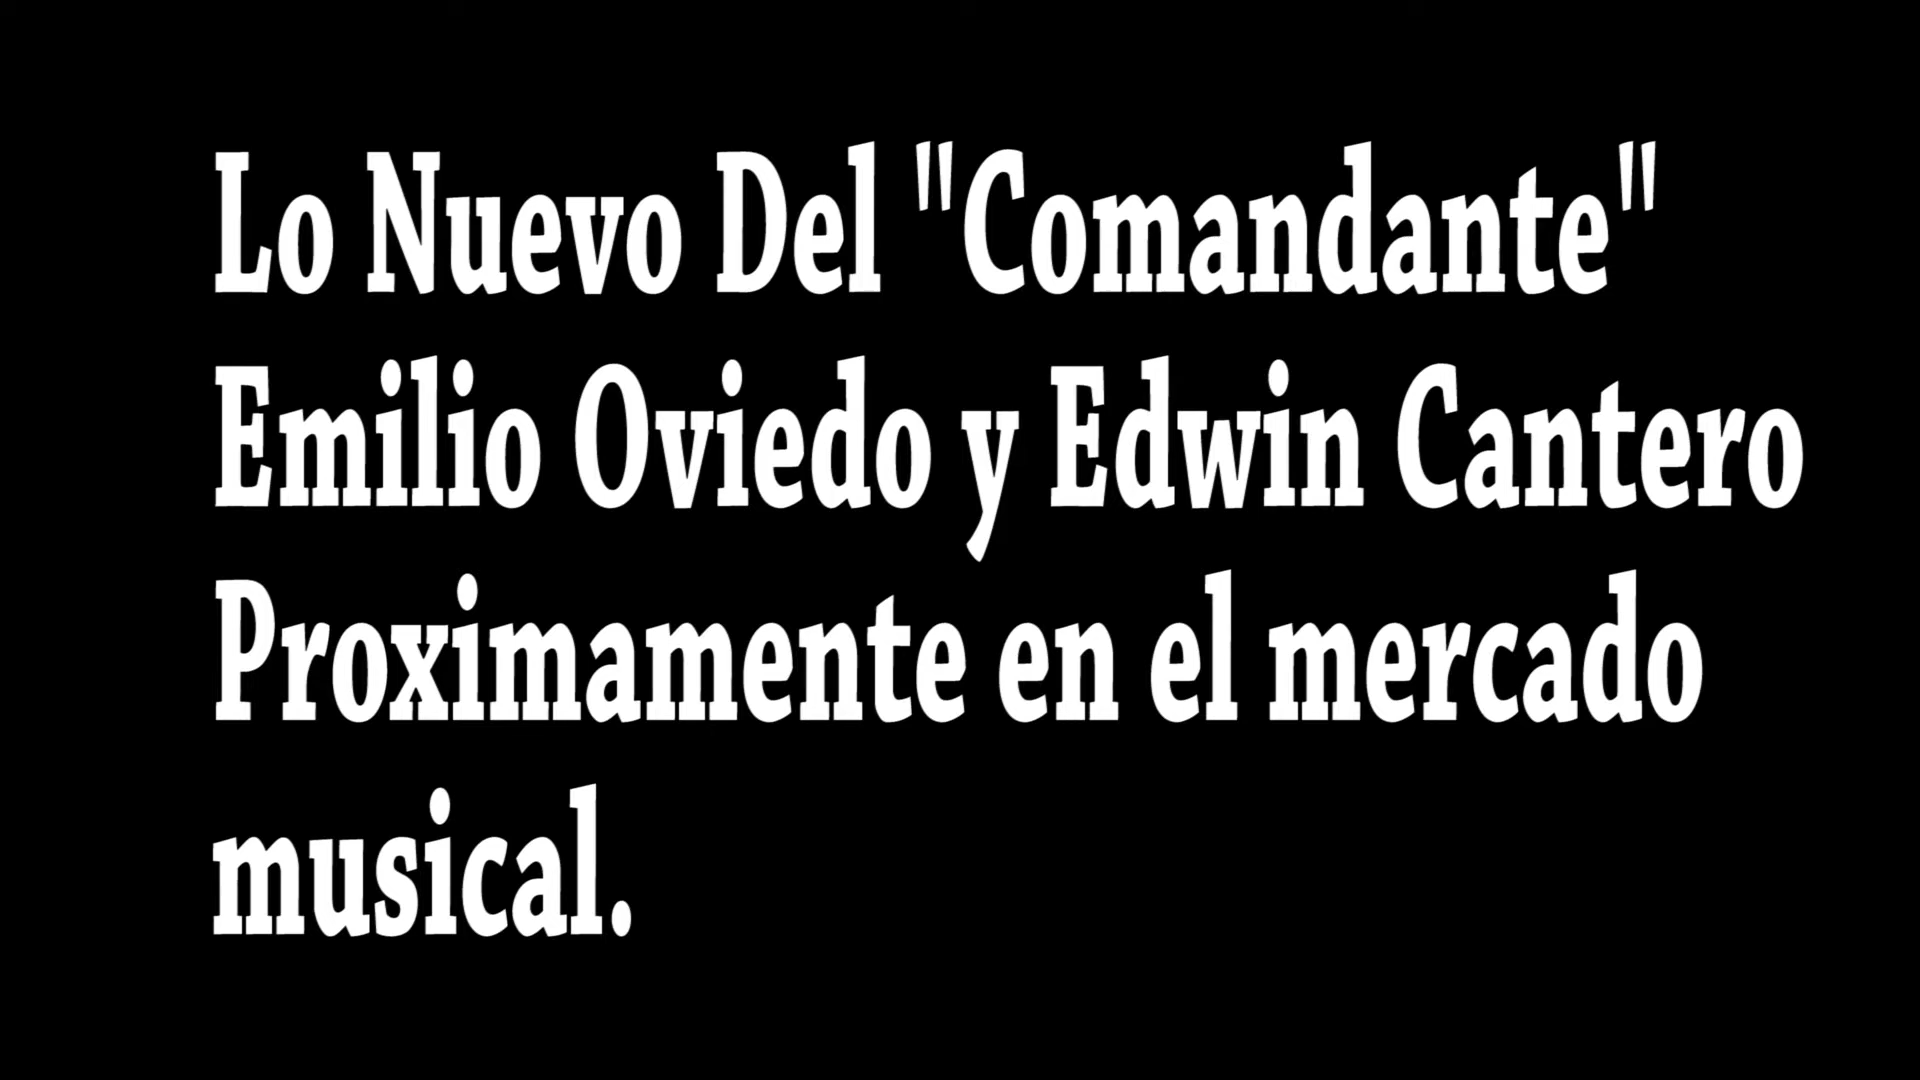 Lo Nuevo Del "Comandante"
Emilio Oviedo y Edwin Cantero
Proximamente en el mercado
musical.